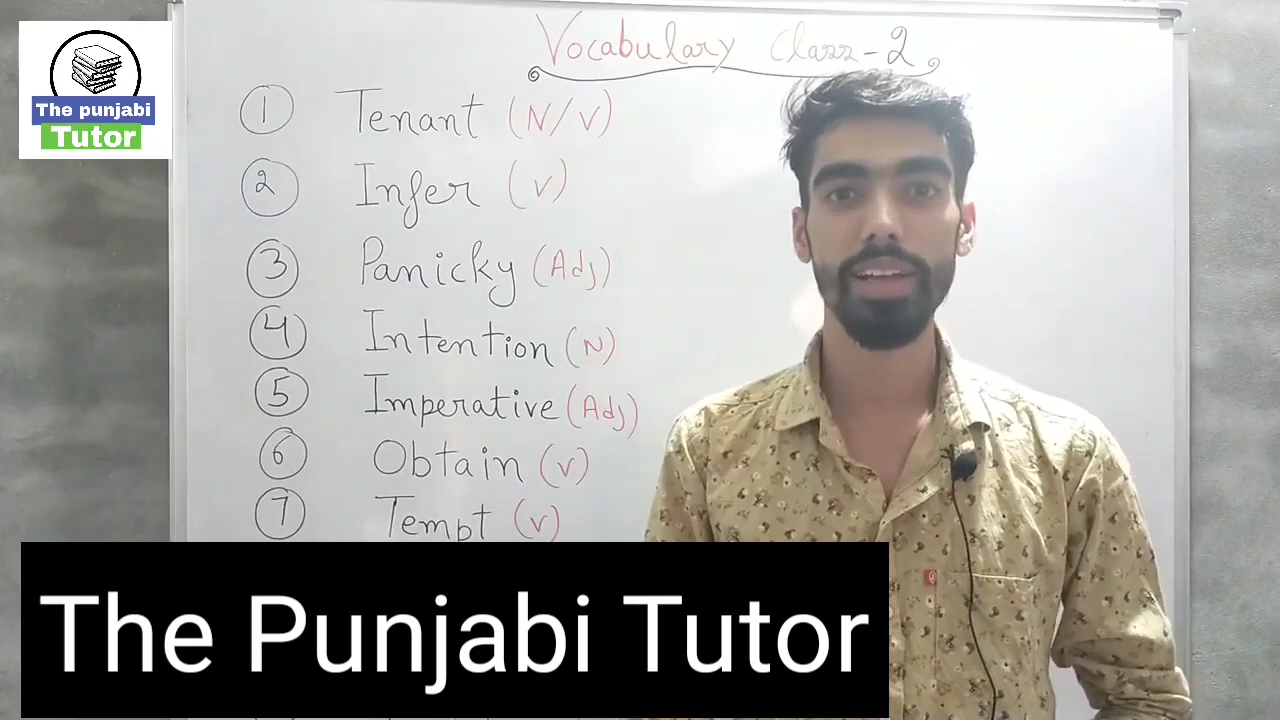 Vocabulary Class-2
The punjabi
Tutor
1 Tenant (N/V)
2 Infer (V)
3 Panicky (Adj)
4 Intention (N)
5 Imperative (Adj)
6 Obtain (V)
7 Tempt (V)
The Punjabi Tutor